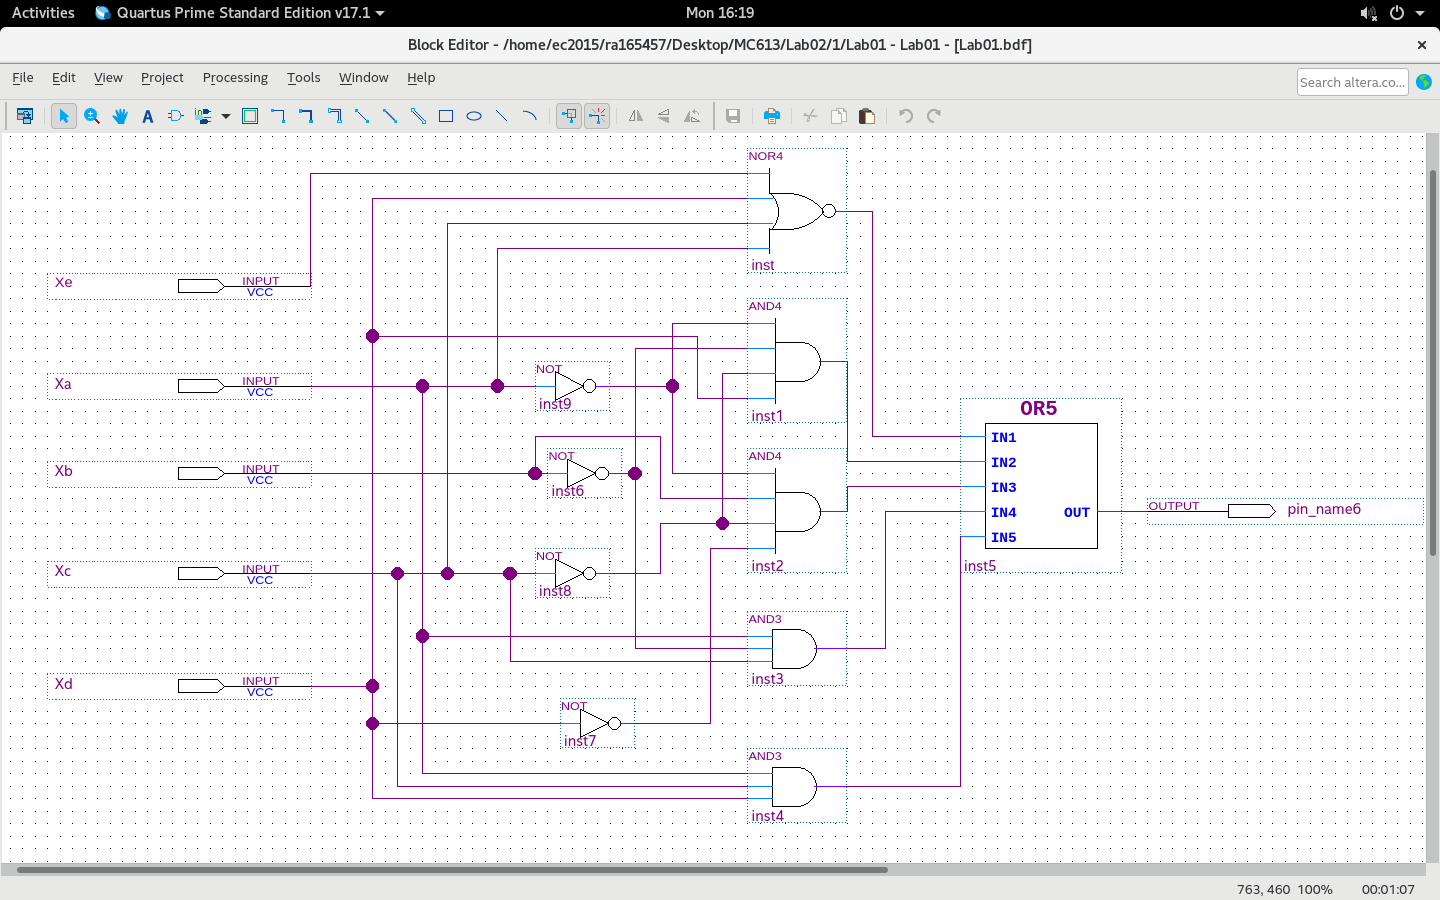 Activities Quartus Prime Standard Edition v17.1 Mon 16:19
Block Editor - /home/ec2015/ra165457/Desktop/MC613/Lab02/1/Lab01 - Lab01 - [Lab01.bdf]
File Edit View Project Processing Tools Window Help Search altera.co...
NOR4
inst
Xe INPUT
VCC
AND4
inst1
Xa INPUT
VCC
NOT
inst9
OR5
IN1
IN2
IN3
IN4 OUT
IN5
inst5
Xb INPUT
VCC
NOT
inst6
AND4
inst2
OUTPUT pin_name6
Xc INPUT
VCC
NOT
inst8
AND3
inst3
Xd INPUT
VCC
NOT
inst7
AND3
inst4
763, 460 100% 00:01:07